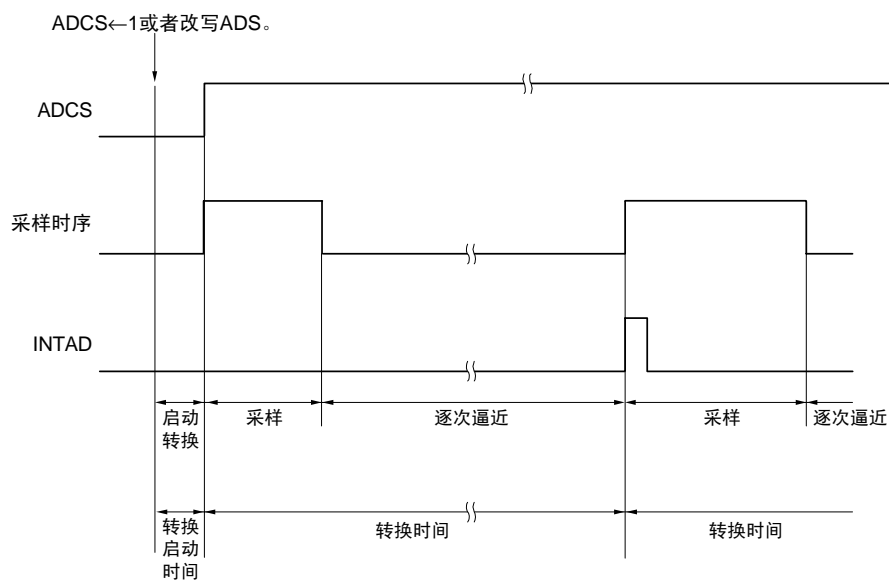 ADCS←1或者改写ADS。
ADCS
采样时序
INTAD
启动
转换
采样
逐次逼近
采样
逐次逼近
转换
启动
时间
转换时间
转换时间